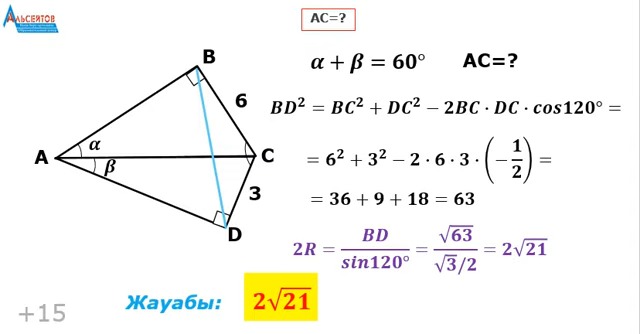 АЛЬСЕЙТОВ
AC=?
α + β = 60°   AC=?
B
6
BD² = BC² + DC² − 2BC · DC · cos120° =
α
A
C
β
= 6² + 3² − 2 · 6 · 3 · (−1/2) =
3
= 36 + 9 + 18 = 63
D
2R = BD/sin120° = √63/(√3/2) = 2√21
+15
Жауабы: 2√21